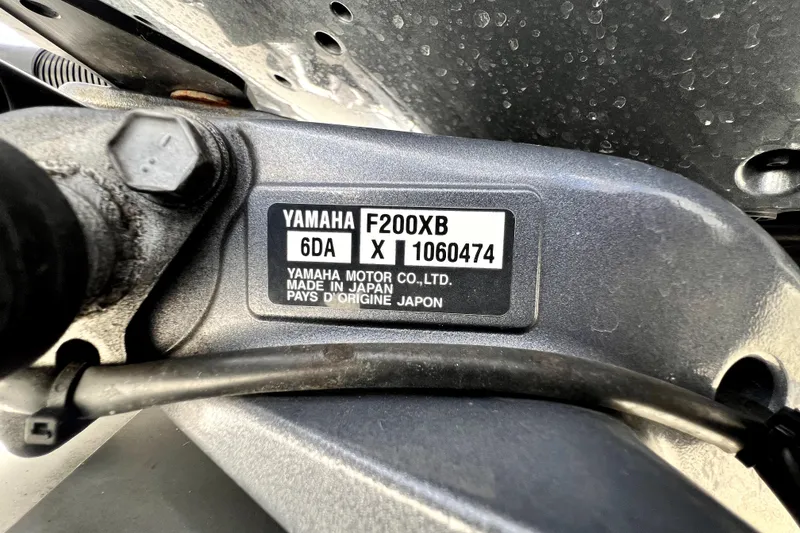 YAMAHA F200XB
6DA X 1060474
YAMAHA MOTOR CO.,LTD.
MADE IN JAPAN
PAYS D'ORIGINE JAPON